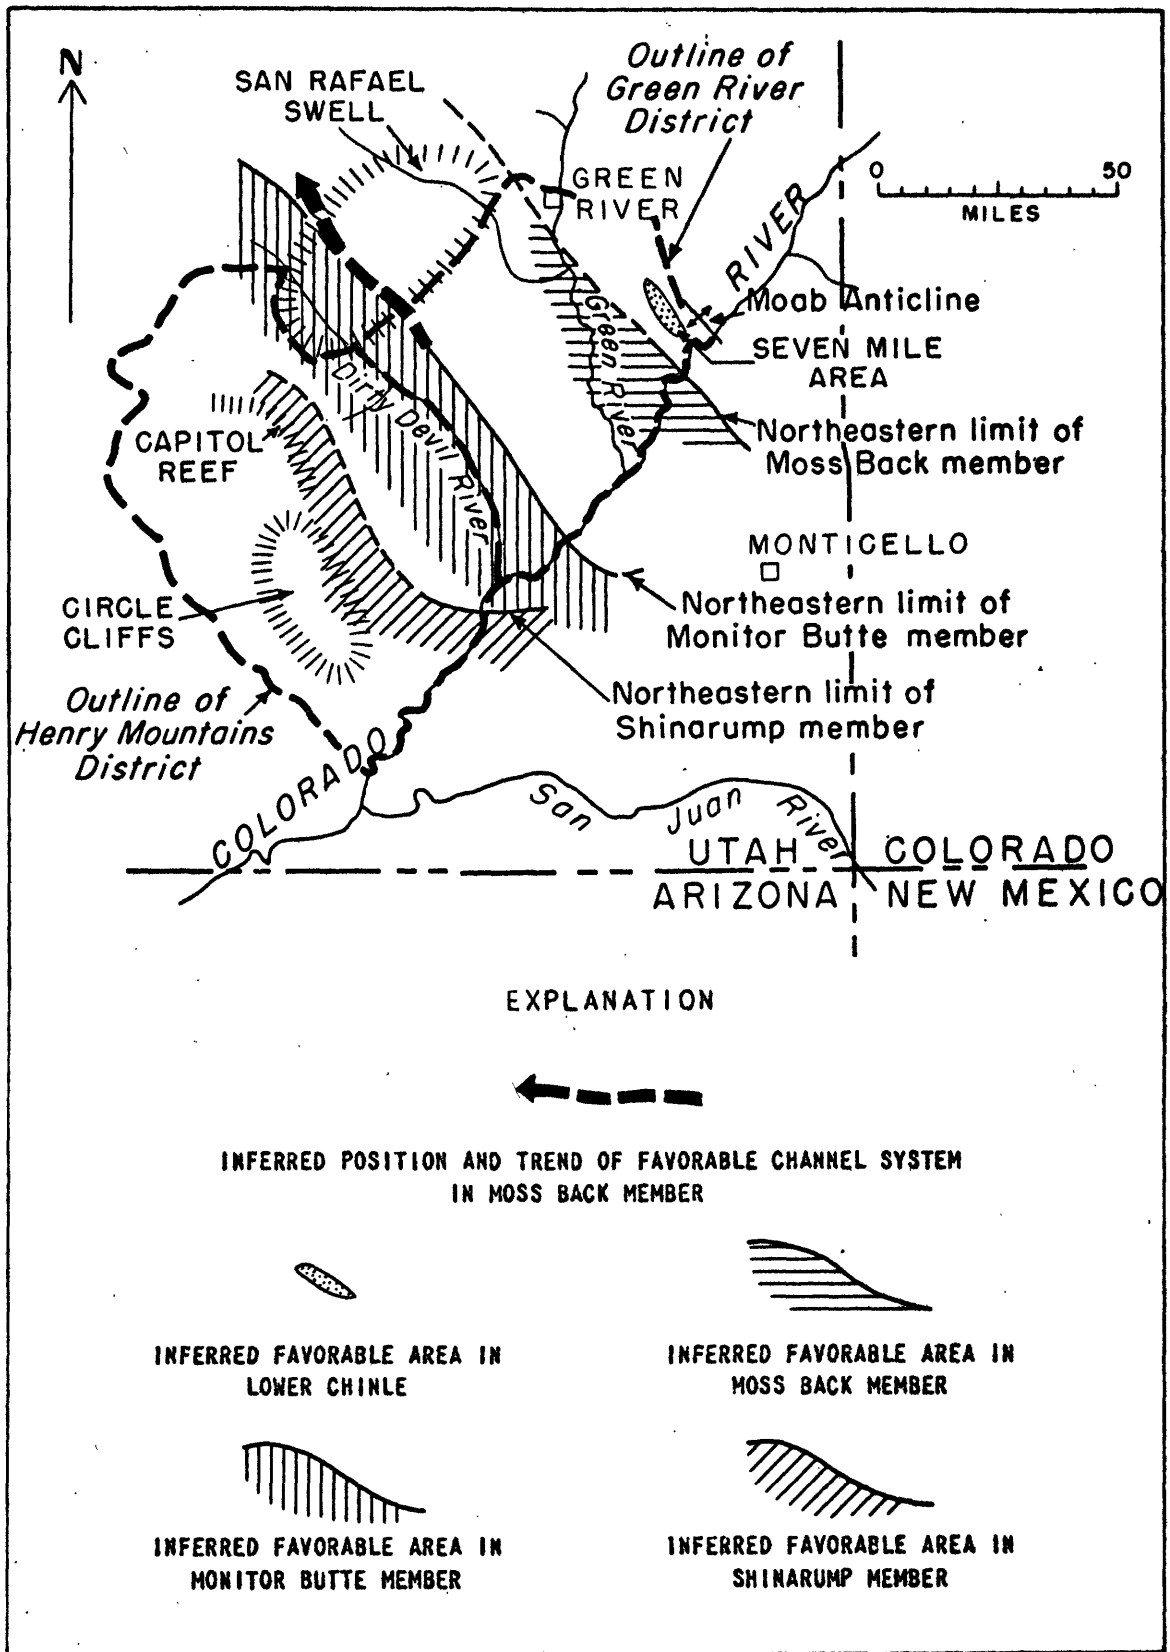 N
SAN RAFAEL
SWELL
Outline of
Green River
District
GREEN
RIVER
0 50
MILES
RIVER
Moab Anticline
SEVEN MILE
AREA
Green River
Dirty Devil River
CAPITOL
REEF
Northeastern limit of
Moss Back member
MONTICELLO
CIRCLE
CLIFFS
Northeastern limit of
Monitor Butte member
Outline of
Henry Mountains
District
Northeastern limit of
Shinarump member
COLORADO
San Juan River
UTAH
COLORADO
ARIZONA
NEW MEXICO
EXPLANATION
INFERRED POSITION AND TREND OF FAVORABLE CHANNEL SYSTEM
IN MOSS BACK MEMBER
INFERRED FAVORABLE AREA IN
LOWER CHINLE
INFERRED FAVORABLE AREA IN
MOSS BACK MEMBER
INFERRED FAVORABLE AREA IN
MONITOR BUTTE MEMBER
INFERRED FAVORABLE AREA IN
SHINARUMP MEMBER